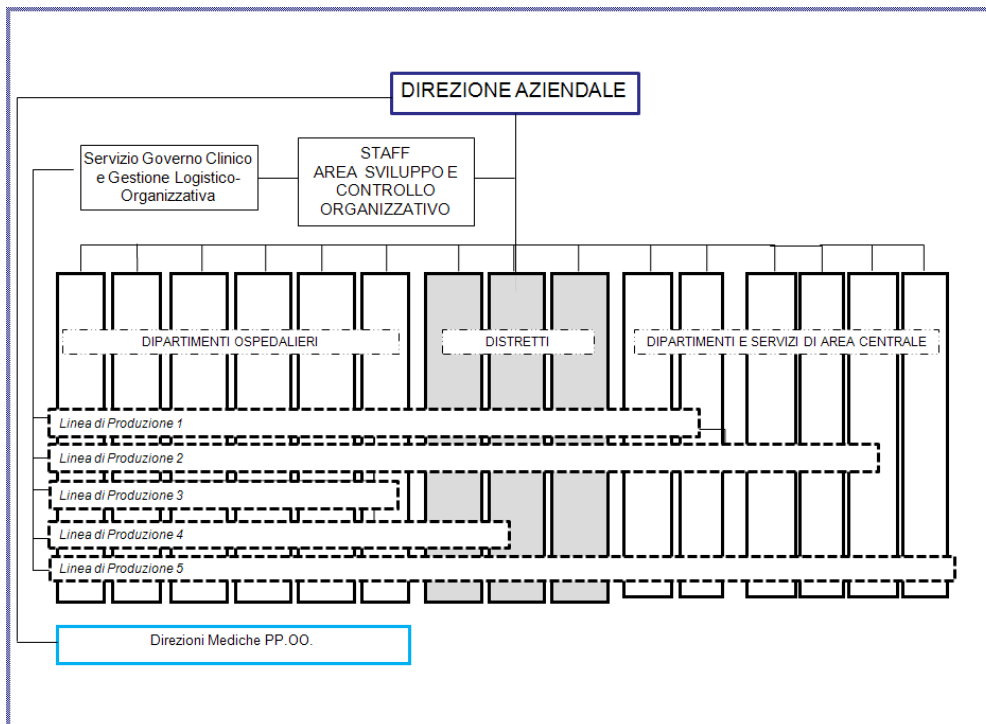 DIREZIONE AZIENDALE
Servizio Governo Clinico
e Gestione Logistico-
Organizzativa
STAFF
AREA SVILUPPO E
CONTROLLO
ORGANIZZATIVO
DIPARTIMENTI OSPEDALIERI
DISTRETTI
DIPARTIMENTI E SERVIZI DI AREA CENTRALE
Linea di Produzione 1
Linea di Produzione 2
Linea di Produzione 3
Linea di Produzione 4
Linea di Produzione 5
Direzioni Mediche PP.OO.